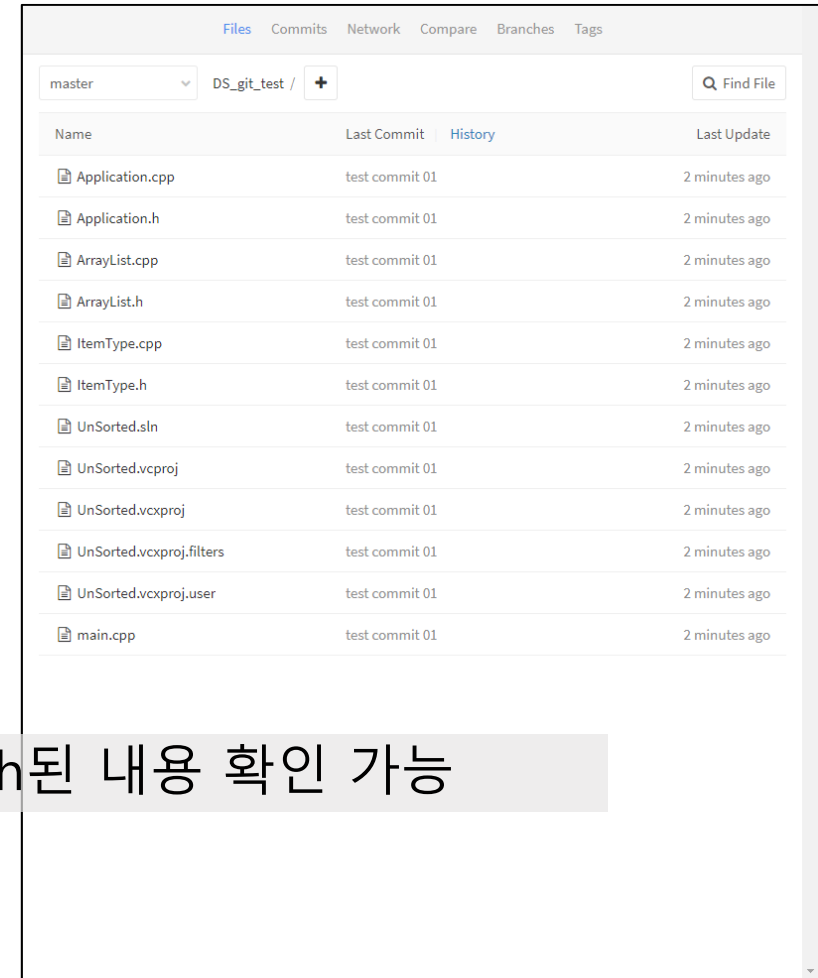 Files Commits Network Compare Branches Tags
master DS_git_test / + Find File
Name Last Commit History Last Update
Application.cpp test commit 01 2 minutes ago
Application.h test commit 01 2 minutes ago
ArrayList.cpp test commit 01 2 minutes ago
ArrayList.h test commit 01 2 minutes ago
ItemType.cpp test commit 01 2 minutes ago
ItemType.h test commit 01 2 minutes ago
UnSorted.sln test commit 01 2 minutes ago
UnSorted.vcproj test commit 01 2 minutes ago
UnSorted.vcxproj test commit 01 2 minutes ago
UnSorted.vcxproj.filters test commit 01 2 minutes ago
UnSorted.vcxproj.user test commit 01 2 minutes ago
main.cpp test commit 01 2 minutes ago
h된 내용 확인 가능